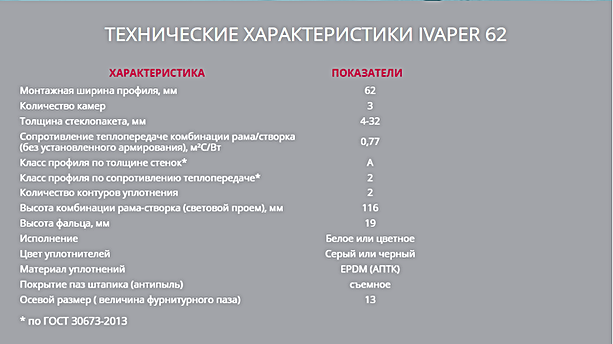 ТЕХНИЧЕСКИЕ ХАРАКТЕРИСТИКИ IVAPER 62
ХАРАКТЕРИСТИКА ПОКАЗАТЕЛИ
Монтажная ширина профиля, мм 62
Количество камер 3
Толщина стеклопакета, мм 4-32
Сопротивление теплопередаче комбинации рама/створка
(без установленного армирования), м²С/Вт 0,77
Класс профиля по толщине стенок* А
Класс профиля по сопротивлению теплопередаче* 2
Количество контуров уплотнения 2
Высота комбинации рама-створка (световой проем), мм 116
Высота фальца, мм 19
Исполнение Белое или цветное
Цвет уплотнителей Серый или черный
Материал уплотнений EPDM (АПТК)
Покрытие паз штапика (антипыль) съемное
Осевой размер ( величина фурнитурного паза) 13
* по ГОСТ 30673-2013